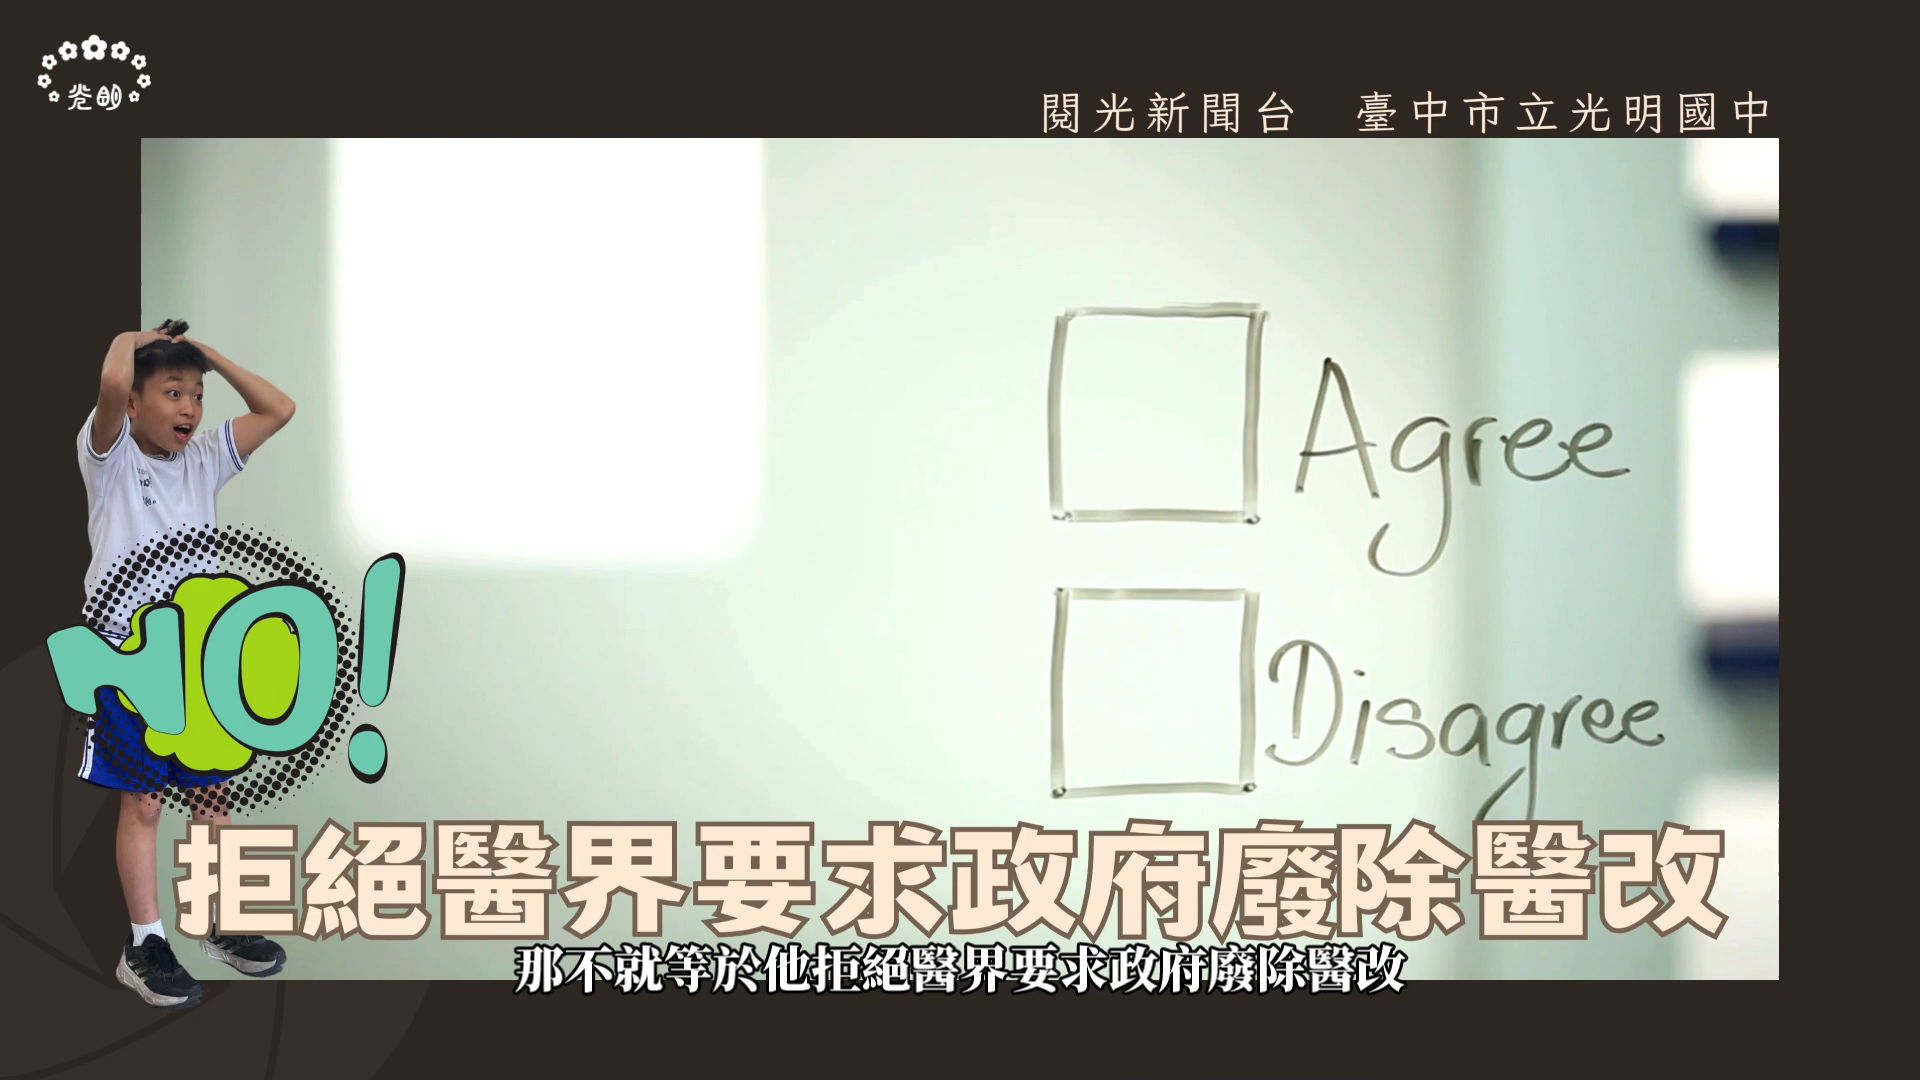 光明
閱光新聞台 臺中市立光明國中
Agree
Disagree
NO!
拒絕醫界要求政府廢除醫改
那不就等於他拒絕醫界要求政府廢除醫改